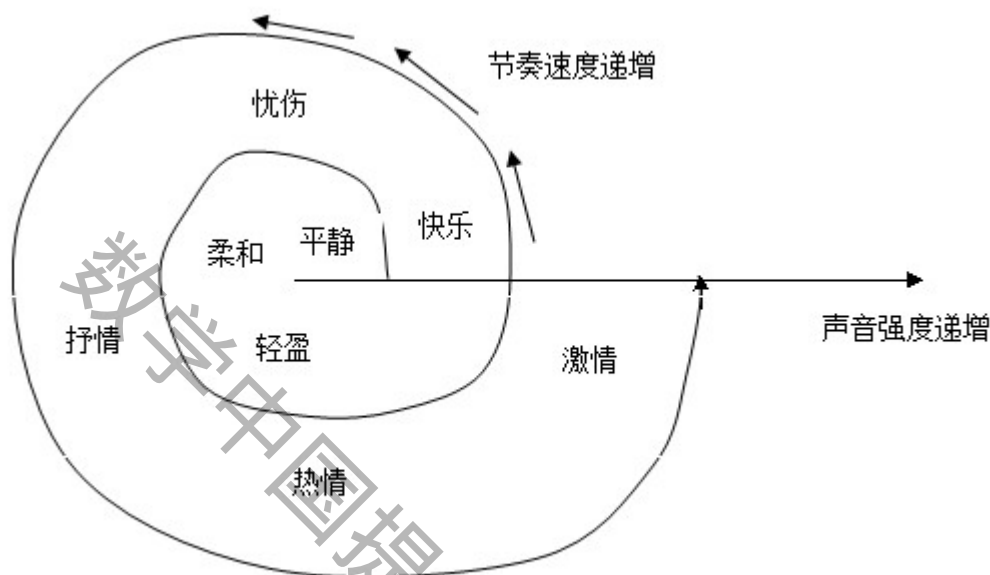 节奏速度递增
忧伤
快乐
平静
柔和
声音强度递增
抒情
轻盈
激情
热情
数学中国提